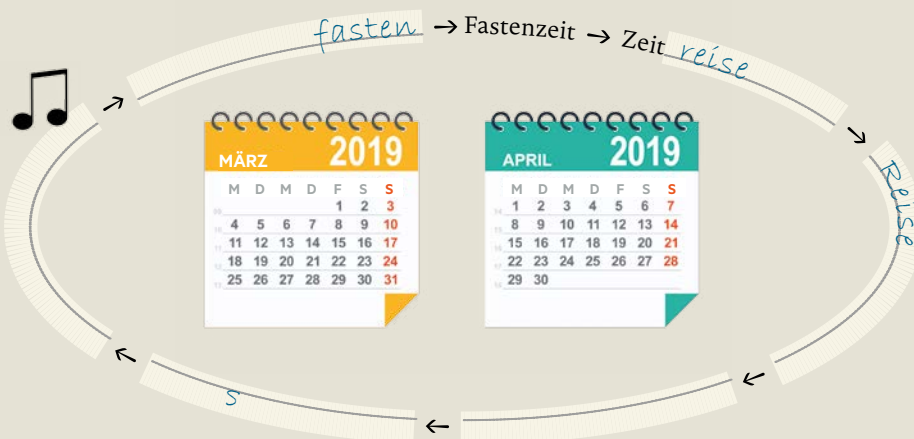 fasten → Fastenzeit → Zeitreise
Reise
MÄRZ 2019
M D M D F S S
1 2 3
4 5 6 7 8 9 10
11 12 13 14 15 16 17
18 19 20 21 22 23 24
25 26 27 28 29 30 31
APRIL 2019
M D M D F S S
1 2 3 4 5 6 7
8 9 10 11 12 13 14
15 16 17 18 19 20 21
22 23 24 25 26 27 28
29 30
s